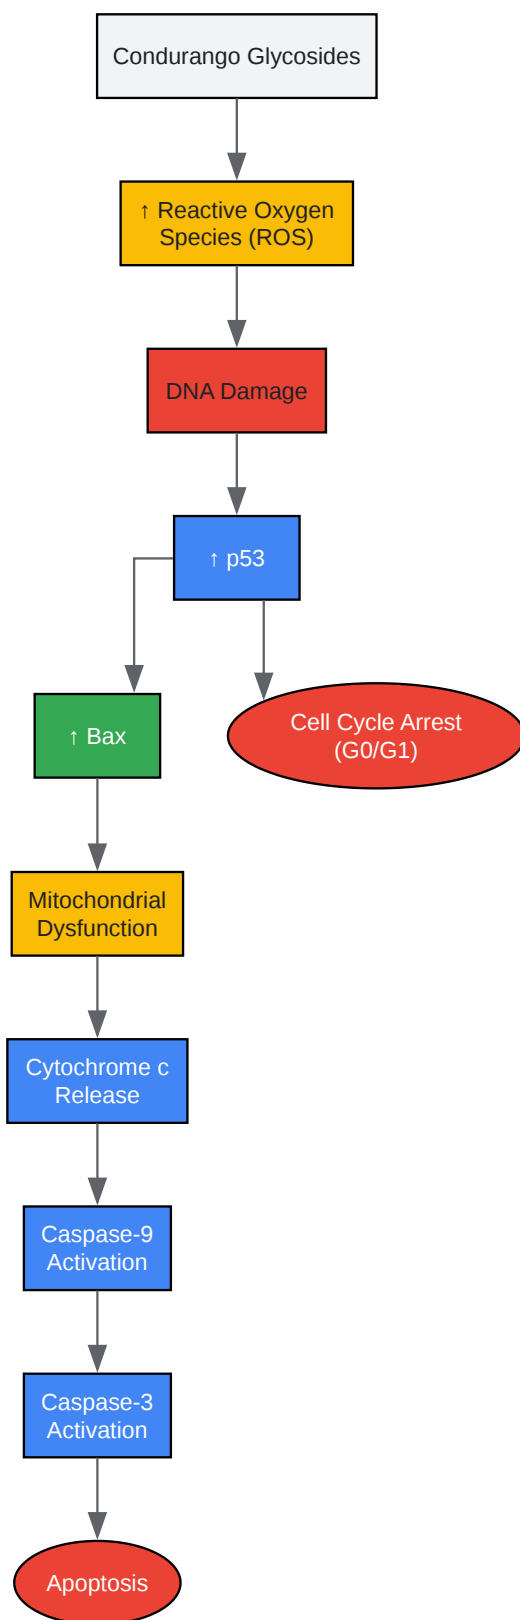 Condurango Glycosides
↑ Reactive Oxygen
Species (ROS)
DNA Damage
↑ p53
↑ Bax
Cell Cycle Arrest
(G0/G1)
Mitochondrial
Dysfunction
Cytochrome c
Release
Caspase-9
Activation
Caspase-3
Activation
Apoptosis